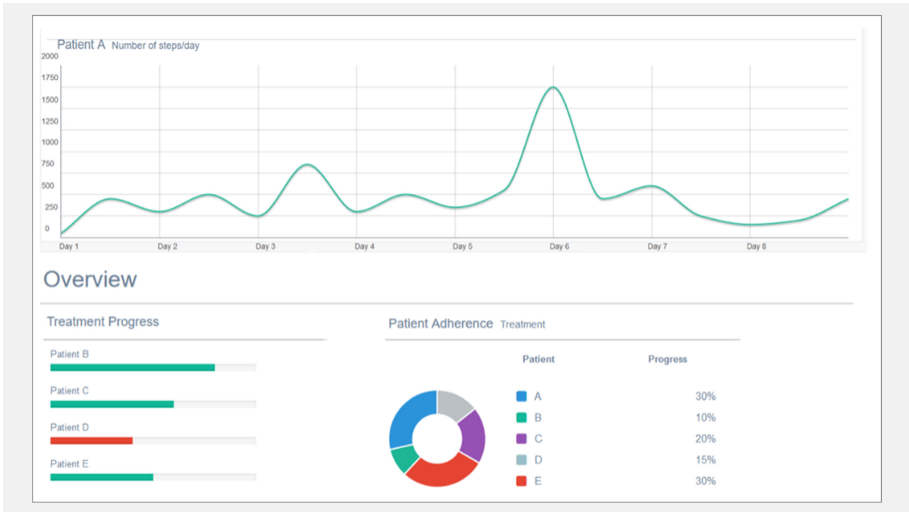 Patient A Number of steps/day
2000
1750
1500
1250
1000
750
500
250
0
Day 1 Day 2 Day 3 Day 4 Day 5 Day 6 Day 7 Day 8
Overview
Treatment Progress
Patient B
Patient C
Patient D
Patient E
Patient Adherence Treatment
Patient Progress
A 30%
B 10%
C 20%
D 15%
E 30%